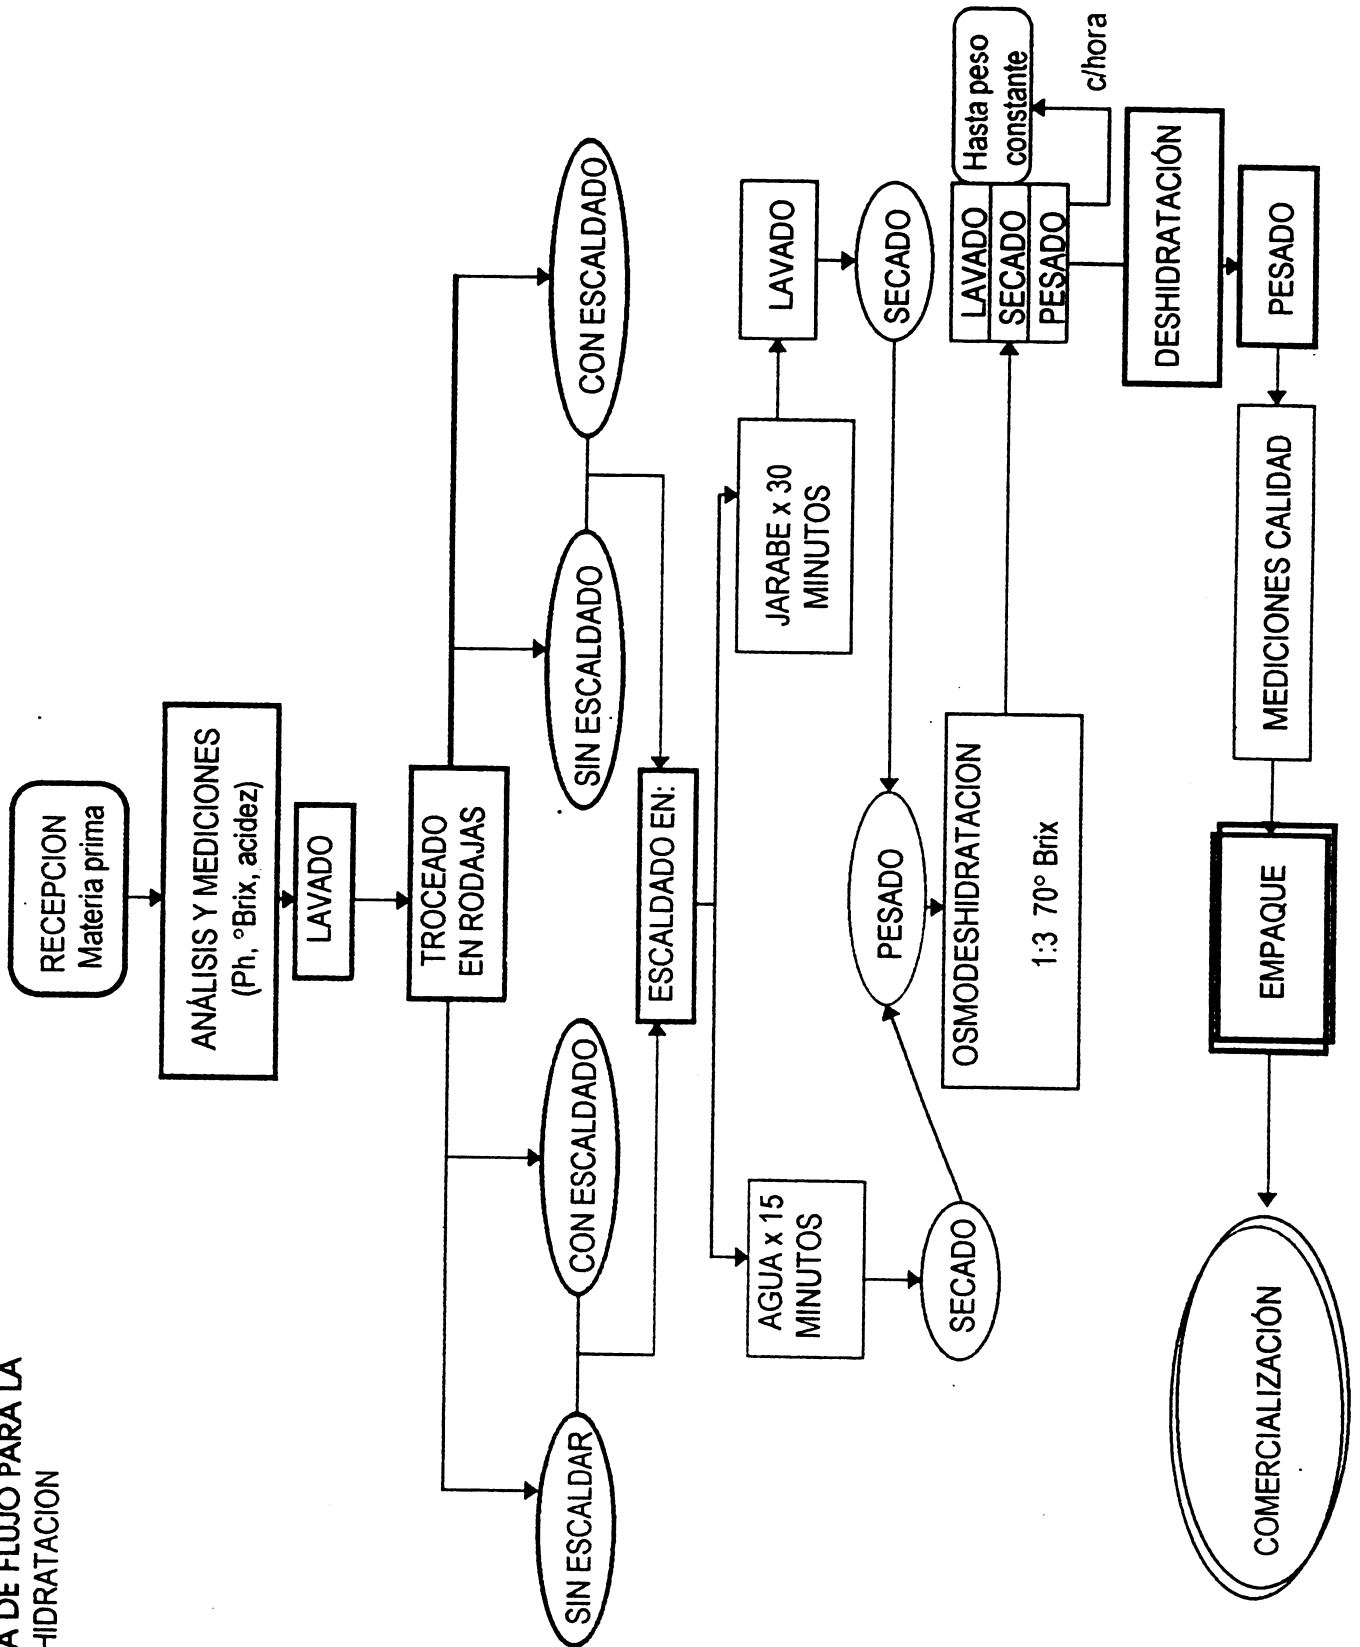 A DE FLUJO PARA LA
HIDRATACION
RECEPCION
Materia prima
ANÁLISIS Y MEDICIONES
(Ph, °Brix, acidez)
LAVADO
TROCEADO
EN RODAJAS
SIN ESCALDAR
CON ESCALDADO
SIN ESCALDADO
CON ESCALDADO
ESCALDADO EN:
AGUA x 15
MINUTOS
JARABE x 30
MINUTOS
LAVADO
SECADO
SECADO
PESADO
OSMODESHIDRATACION
1:3 70° Brix
LAVADO
SECADO
PESADO
Hasta peso
constante
c/hora
DESHIDRATACIÓN
PESADO
MEDICIONES CALIDAD
EMPAQUE
COMERCIALIZACIÓN